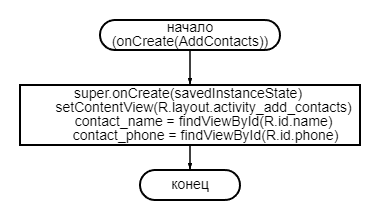 начало
(onCreate(AddContacts))
super.onCreate(savedInstanceState)
setContentView(R.layout.activity_add_contacts)
contact_name = findViewById(R.id.name)
contact_phone = findViewById(R.id.phone)
конец